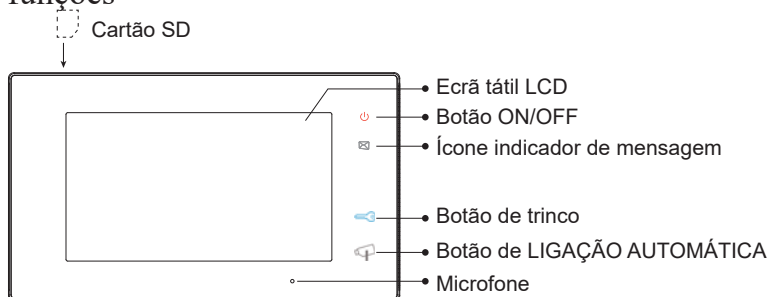 funções
Cartão SD
Ecrã tátil LCD
Botão ON/OFF
Ícone indicador de mensagem
Botão de trinco
Botão de LIGAÇÃO AUTOMÁTICA
Microfone